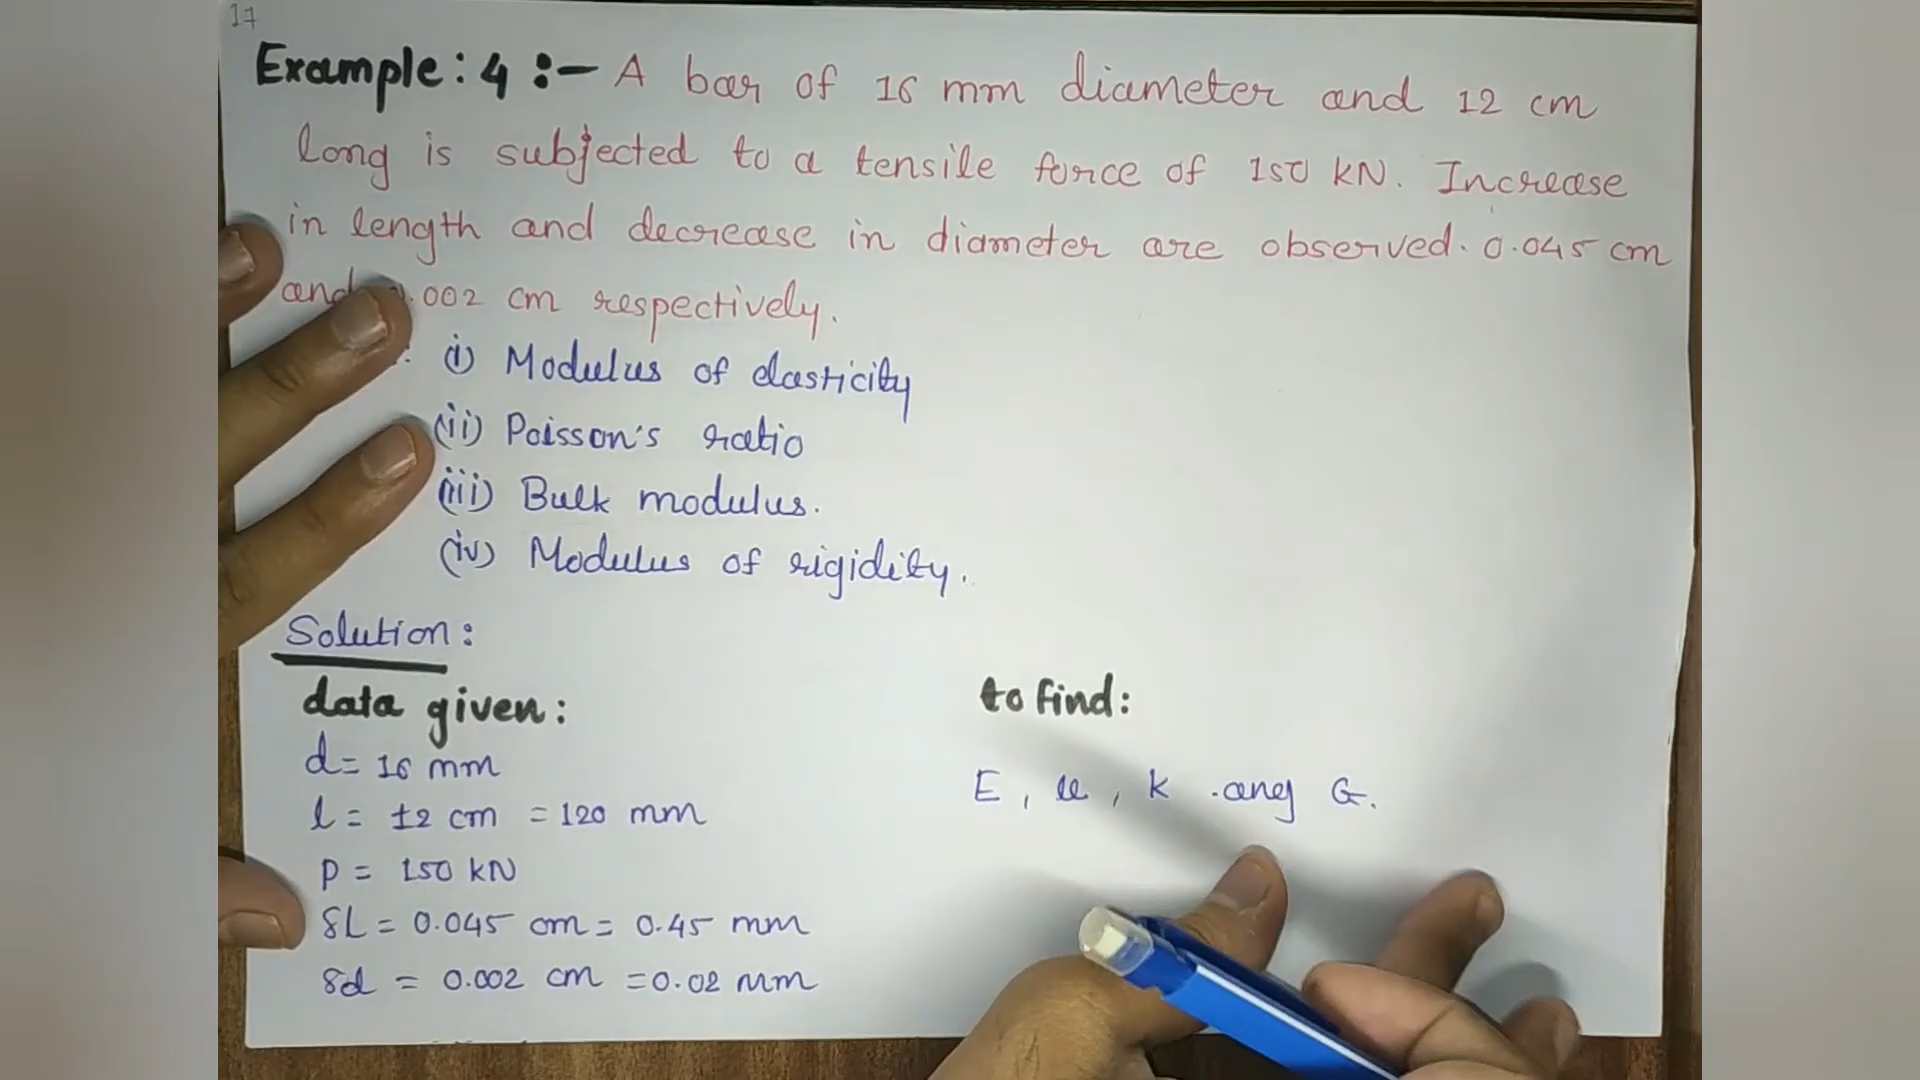 17
Example: 4 :- A bar of 16 mm diameter and 12 cm
long is subjected to a tensile force of 150 kN. Increase
in length and decrease in diameter are observed. 0.045 cm
and .002 cm respectively.
(i) Modulus of elasticity
(ii) Poisson's ratio
(iii) Bulk modulus.
(iv) Modulus of rigidity.
Solution:
data given:
d= 16 mm
l = 12 cm = 120 mm
P = 150 kN
δL = 0.045 cm = 0.45 mm
δd = 0.002 cm = 0.02 mm
to find:
E, μ, k and G.